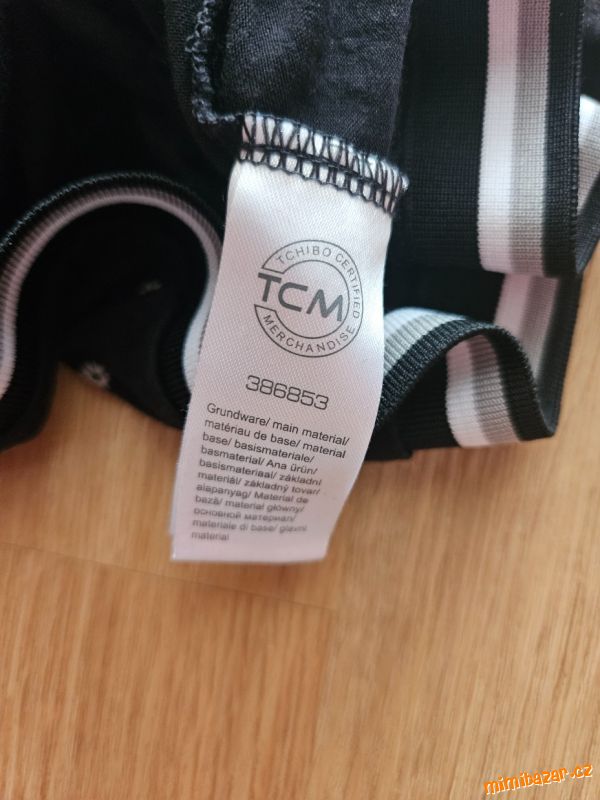 TCHIBO CERTIFIED
TCM
MERCHANDISE
386853
Grundware/ main material/
matériau de base/ material
base/ basismateriale/
basmaterial/ Ana ürün/
basismateriaal/ základní
materiál/ základný tovar/
alapanyag/ Material de
bază/ materiał główny/
основной материал/
materiale di base/ glavni
material
mimibazar.cz